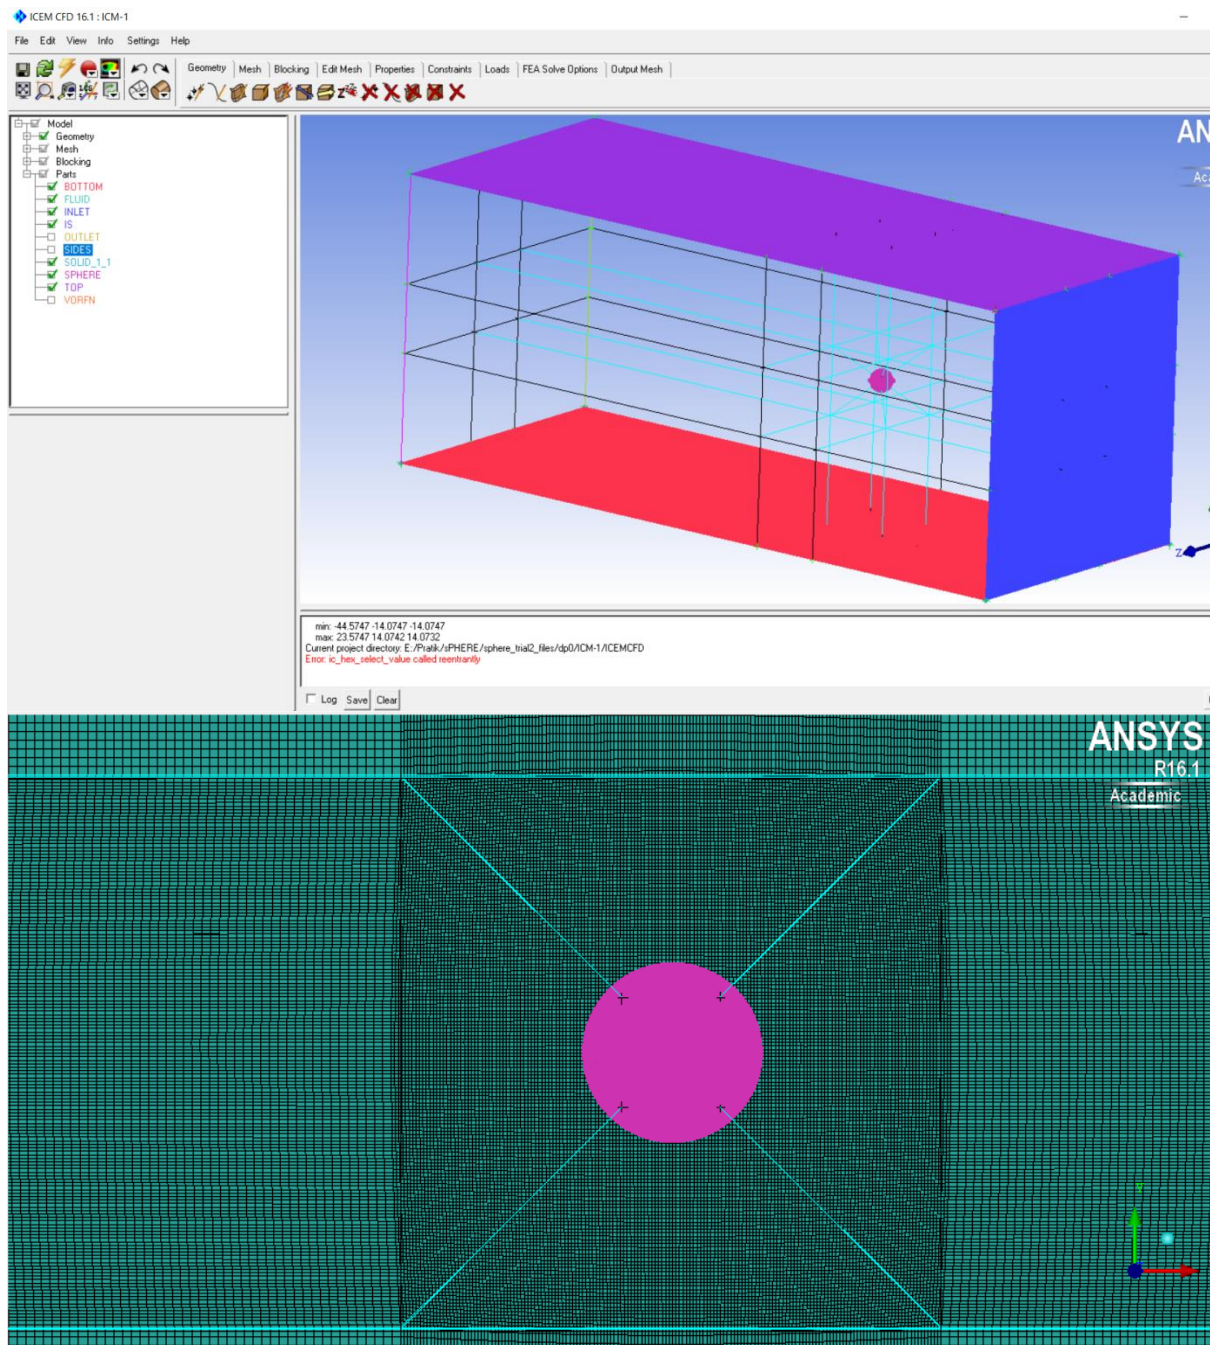 ICEM CFD 16.1 : ICM-1
File Edit View Info Settings Help
Geometry Mesh Blocking Edit Mesh Properties Constraints Loads FEA Solve Options Output Mesh
Model
Geometry
Mesh
Blocking
Parts
BOTTOM
FLUID
INLET
IS
OUTLET
SIDES
SOLID_1_1
SPHERE
TOP
VORFN
AN
Aca
Z
min: -44.5747 -14.0747 -14.0747
max: 23.5747 14.0742 14.0732
Current project directory: E:/Pratik/sPHERE/sphere_trial2_files/dp0/ICM-1/ICEMCFD
Error: ic_hex_select_value called reentrantly
Log Save Clear
ANSYS
R16.1
Academic
Y